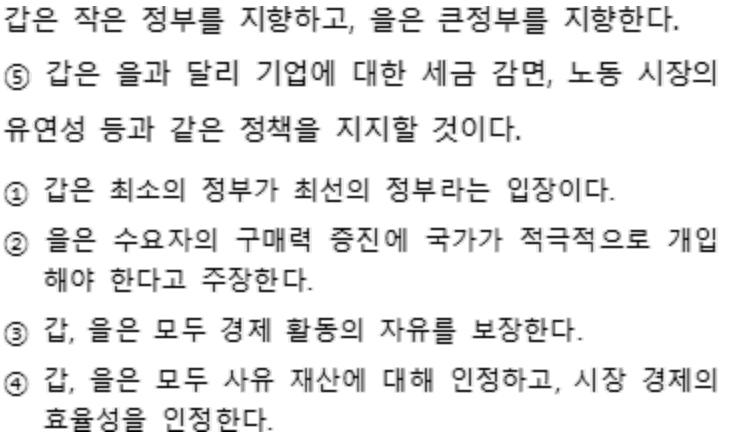 갑은 작은 정부를 지향하고, 을은 큰정부를 지향한다.
⑤ 갑은 을과 달리 기업에 대한 세금 감면, 노동 시장의
유연성 등과 같은 정책을 지지할 것이다.
① 갑은 최소의 정부가 최선의 정부라는 입장이다.
② 을은 수요자의 구매력 증진에 국가가 적극적으로 개입
해야 한다고 주장한다.
③ 갑, 을은 모두 경제 활동의 자유를 보장한다.
④ 갑, 을은 모두 사유 재산에 대해 인정하고, 시장 경제의
효율성을 인정한다.